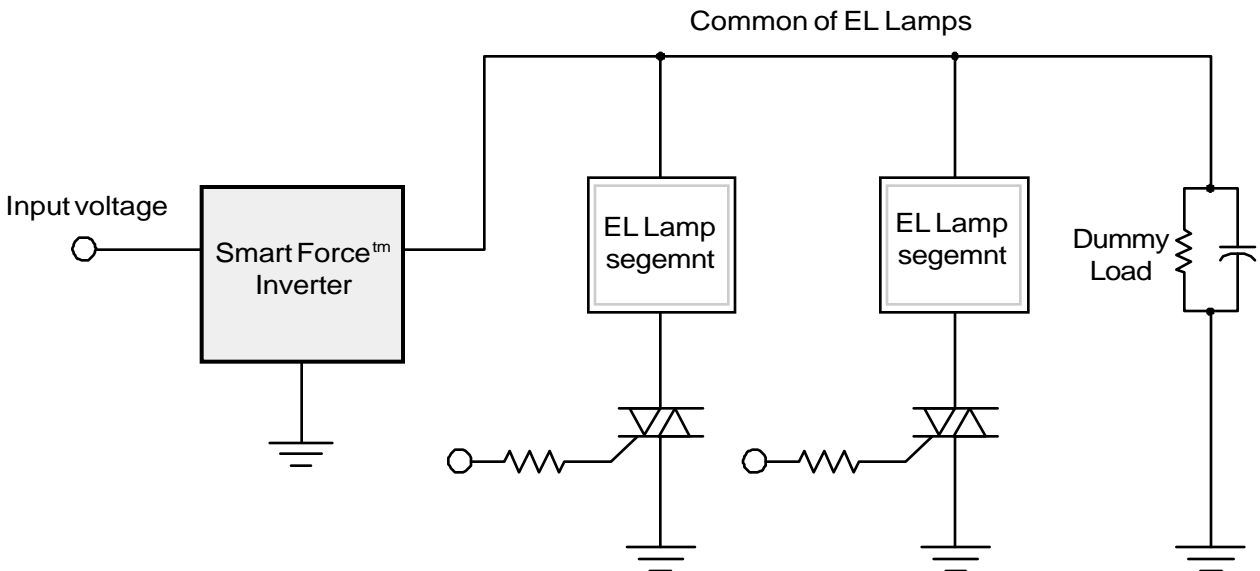 Common of EL Lamps
Input voltage
Smart Force™
Inverter
EL Lamp
segemnt
EL Lamp
segemnt
Dummy
Load